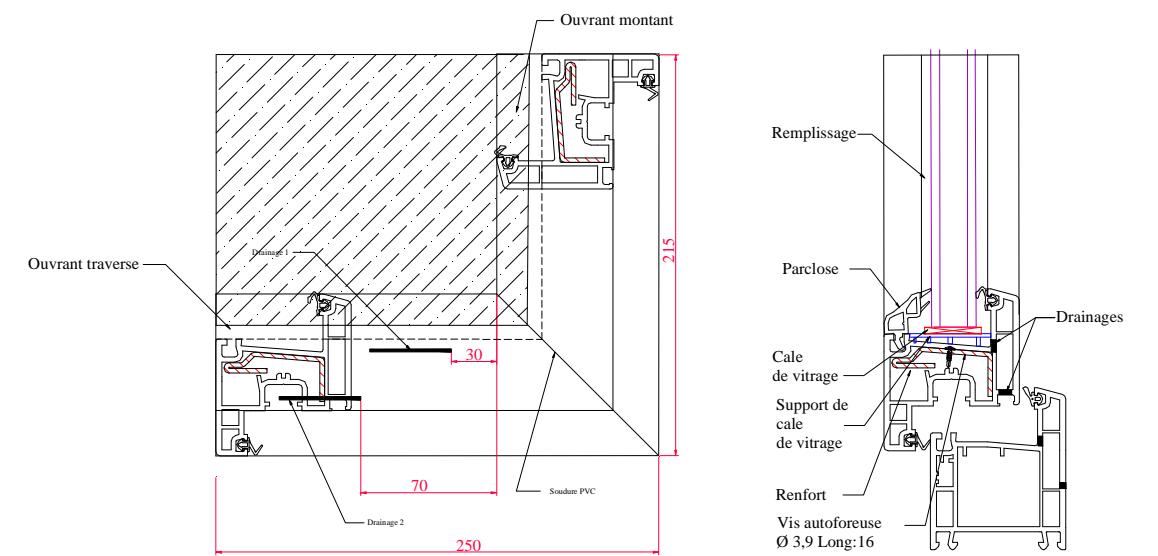 Ouvrant montant
Ouvrant traverse
Drainage 1
30
215
70
Soudure PVC
Drainage 2
250
Remplissage
Parclose
Drainages
Cale
de vitrage
Support de
cale
de vitrage
Renfort
Vis autoforeuse
Ø 3,9 Long:16